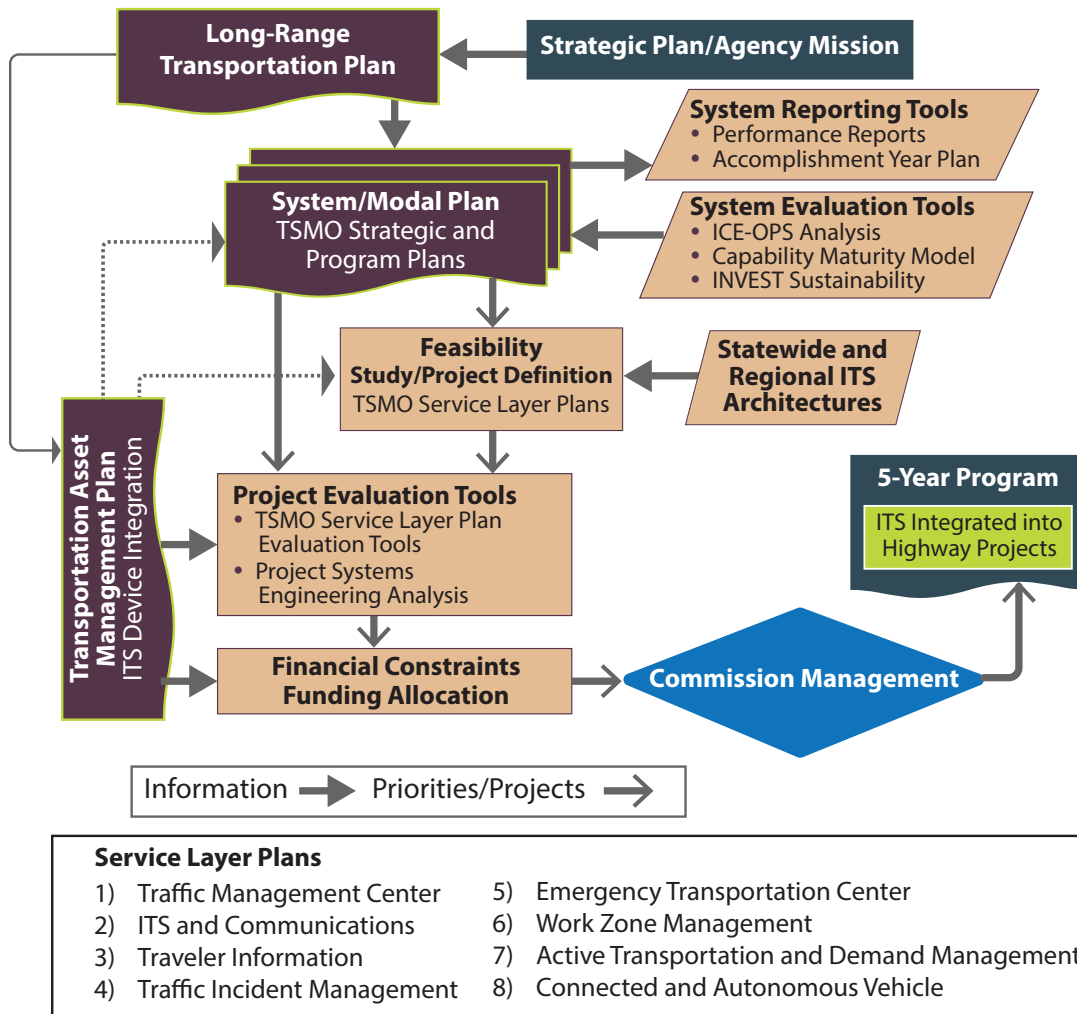 Long-Range
Transportation Plan
Strategic Plan/Agency Mission
System Reporting Tools
• Performance Reports
• Accomplishment Year Plan
System/Modal Plan
TSMO Strategic and
Program Plans
System Evaluation Tools
• ICE-OPS Analysis
• Capability Maturity Model
• INVEST Sustainability
Feasibility
Study/Project Definition
TSMO Service Layer Plans
Statewide and
Regional ITS
Architectures
Transportation Asset
Management Plan
ITS Device Integration
Project Evaluation Tools
• TSMO Service Layer Plan
Evaluation Tools
• Project Systems
Engineering Analysis
5-Year Program
ITS Integrated into
Highway Projects
Financial Constraints
Funding Allocation
Commission Management
Information
Priorities/Projects
Service Layer Plans
1) Traffic Management Center
2) ITS and Communications
3) Traveler Information
4) Traffic Incident Management
5) Emergency Transportation Center
6) Work Zone Management
7) Active Transportation and Demand Management
8) Connected and Autonomous Vehicle